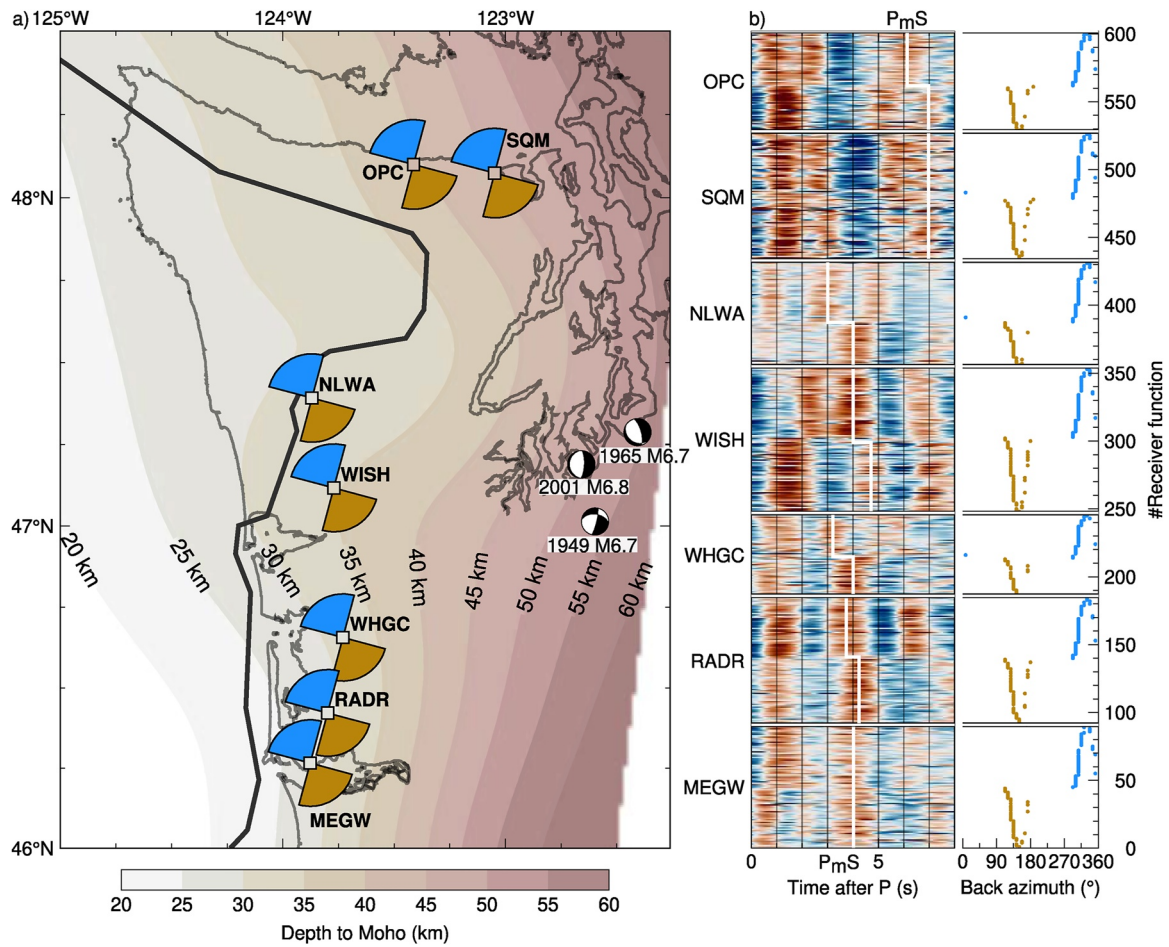 a)
125°W
124°W
123°W
b)
PmS
48°N
47°N
46°N
SQM
OPC
NLWA
WISH
WHGC
RADR
MEGW
1965 M6.7
2001 M6.8
1949 M6.7
20 km
25 km
30 km
35 km
40 km
45 km
50 km
55 km
60 km
20 25 30 35 40 45 50 55 60
Depth to Moho (km)
OPC
SQM
NLWA
WISH
WHGC
RADR
MEGW
0 PmS 5
Time after P (s)
0 90 180 270 360
Back azimuth (°)
600
550
500
450
400
350
300
250
200
150
100
50
0
#Receiver function